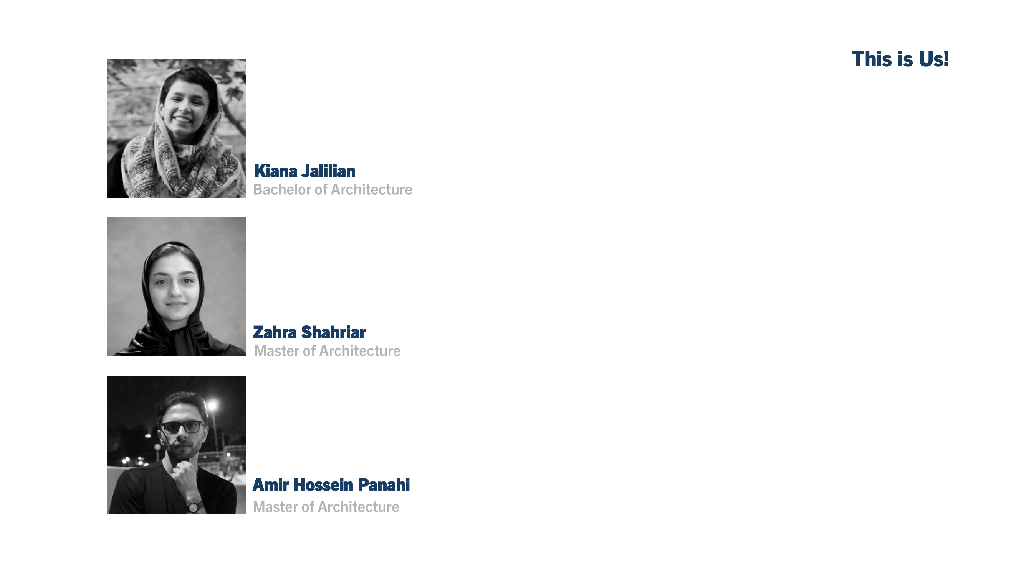 This is Us!
Kiana Jalilian
Bachelor of Architecture
Zahra Shahriar
Master of Architecture
Amir Hossein Panahi
Master of Architecture